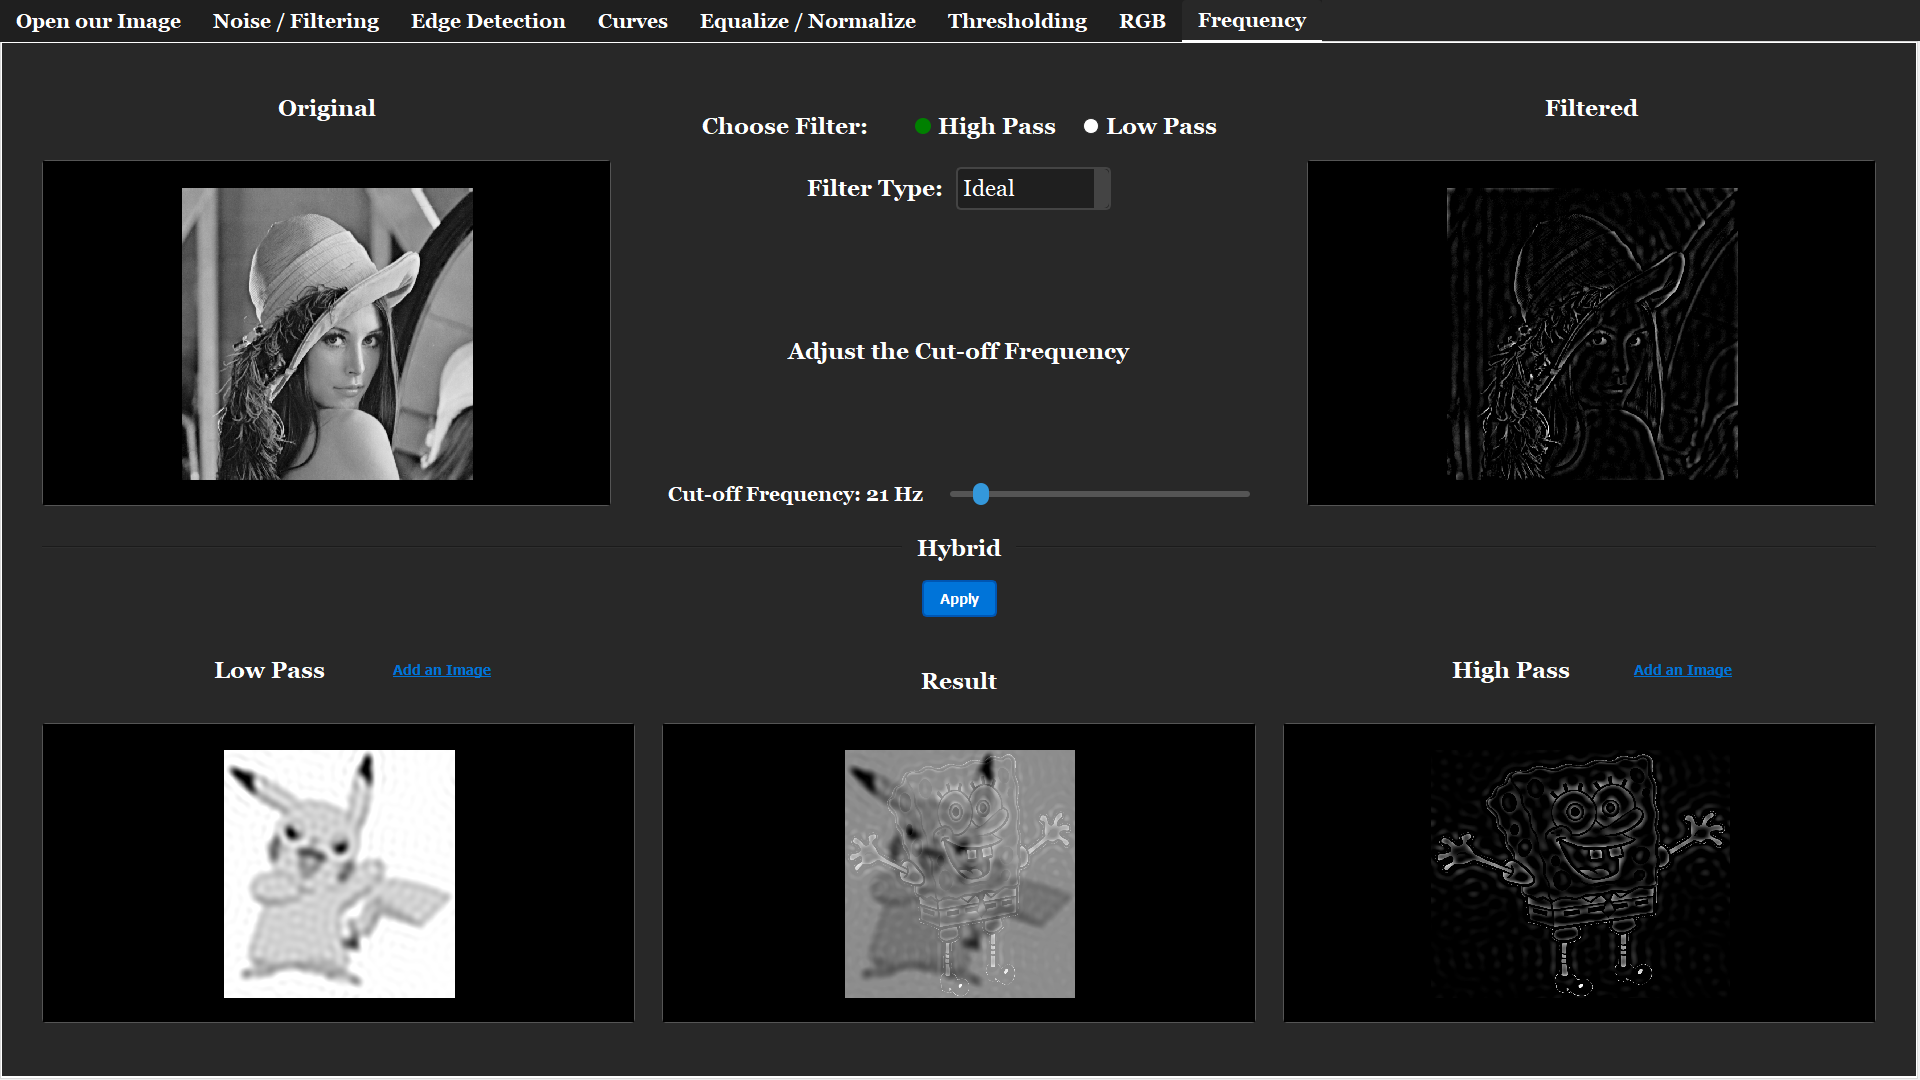 Open our Image Noise / Filtering Edge Detection Curves Equalize / Normalize Thresholding RGB Frequency
Original
Choose Filter: High Pass Low Pass
Filtered
Filter Type: Ideal
Adjust the Cut-off Frequency
Cut-off Frequency: 21 Hz
Hybrid
Apply
Low Pass Add an Image
Result
High Pass Add an Image